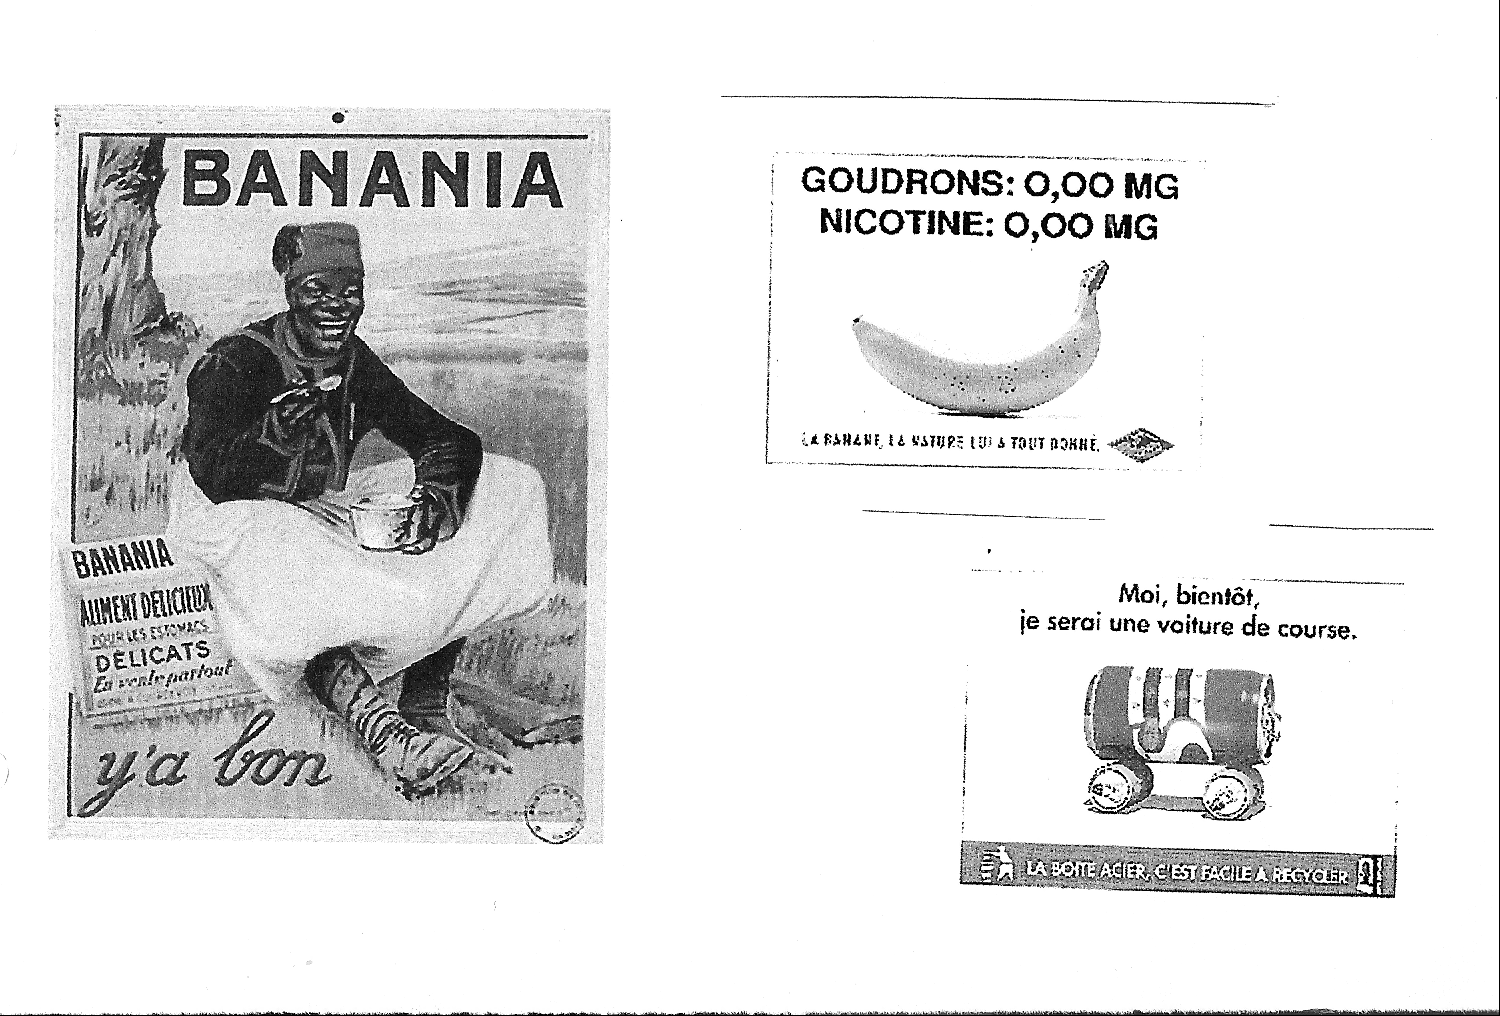 BANANIA
BANANIA
ALIMENT DÉLICIEUX
POUR LES ESTOMACS
DÉLICATS
En vente partout
y'a bon
GOUDRONS: 0,00 MG
NICOTINE: 0,00 MG
LA BANANE, LA NATURE LUI A TOUT DONNÉ.
Moi, bientôt,
je serai une voiture de course.
LA BOITE ACIER, C'EST FACILE A RECYCLER